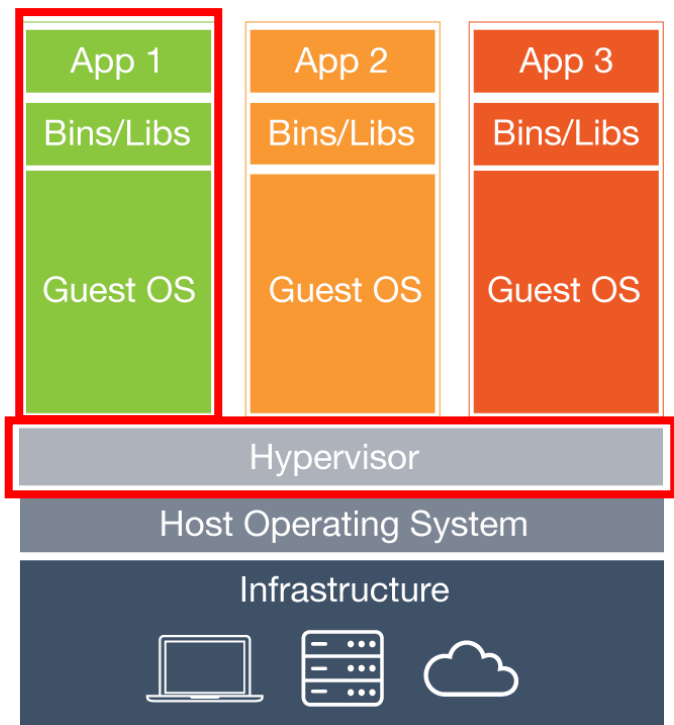 App 1
App 2
App 3
Bins/Libs
Bins/Libs
Bins/Libs
Guest OS
Guest OS
Guest OS
Hypervisor
Host Operating System
Infrastructure